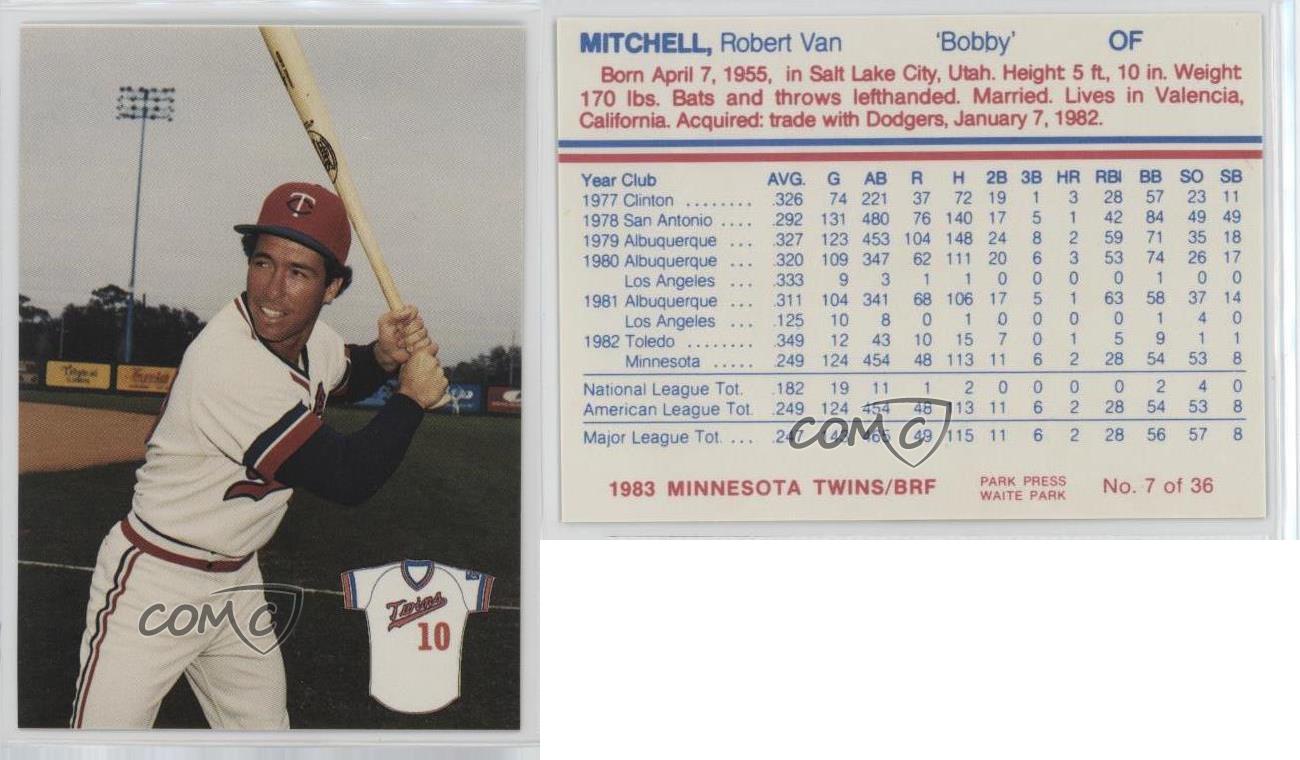 TC
Twins
10
COMC
MITCHELL, Robert Van 'Bobby' OF
Born April 7, 1955, in Salt Lake City, Utah. Height 5 ft., 10 in. Weight
170 lbs. Bats and throws lefthanded. Married. Lives in Valencia,
California. Acquired: trade with Dodgers, January 7, 1982.
Year Club AVG. G AB R H 2B 3B HR RBI BB SO SB
1977 Clinton ........ .326 74 221 37 72 19 1 3 28 57 23 11
1978 San Antonio .... .292 131 480 76 140 17 5 1 42 84 49 49
1979 Albuquerque ... .327 123 453 104 148 24 8 2 59 71 35 18
1980 Albuquerque ... .320 109 347 62 111 20 6 3 53 74 26 17
Los Angeles ... .333 9 3 1 1 0 0 0 0 1 0 0
1981 Albuquerque ... .311 104 341 68 106 17 5 1 63 58 37 14
Los Angeles ... .125 10 8 0 1 0 0 0 0 1 4 0
1982 Toledo ........ .349 12 43 10 15 7 0 1 5 9 1 1
Minnesota ..... .249 124 454 48 113 11 6 2 28 54 53 8
National League Tot. .182 19 11 1 2 0 0 0 0 2 4 0
American League Tot. .249 124 454 48 113 11 6 2 28 54 53 8
Major League Tot. ... .247 465 49 115 11 6 2 28 56 57 8
COMC
1983 MINNESOTA TWINS/BRF
PARK PRESS
WAITE PARK
No. 7 of 36